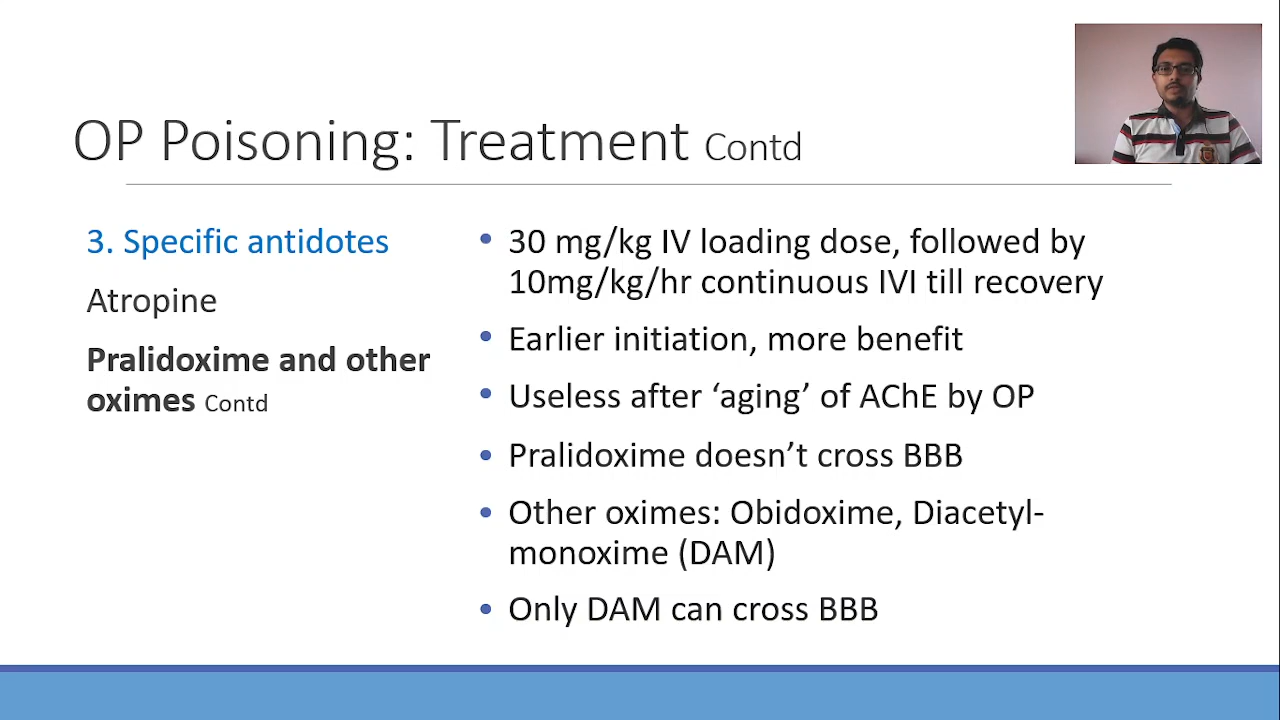 OP Poisoning: Treatment Contd
3. Specific antidotes
Atropine
Pralidoxime and other
oximes Contd
• 30 mg/kg IV loading dose, followed by
10mg/kg/hr continuous IVI till recovery
• Earlier initiation, more benefit
• Useless after ‘aging’ of AChE by OP
• Pralidoxime doesn’t cross BBB
• Other oximes: Obidoxime, Diacetyl-
monoxime (DAM)
• Only DAM can cross BBB